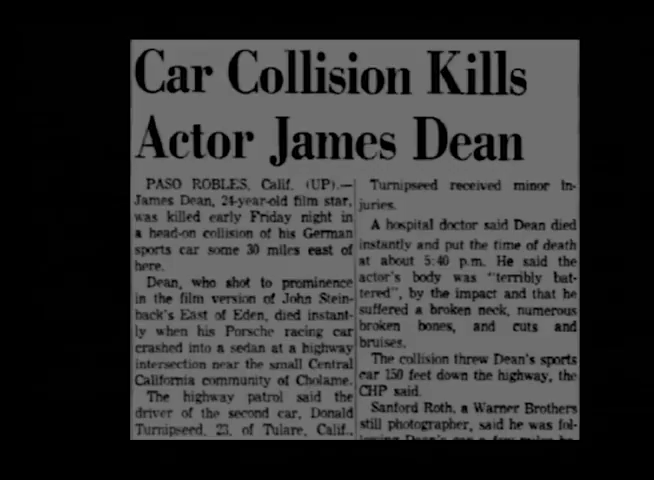 Car Collision Kills
Actor James Dean
PASO ROBLES, Calif. (UP).—
James Dean, 24-year-old film star,
was killed early Friday night in
a head-on collision of his German
sports car some 30 miles east of
here.
Dean, who shot to prominence
in the film version of John Stein-
back's East of Eden, died instant-
ly when his Porsche racing car
crashed into a sedan at a highway
intersection near the small Central
California community of Cholame.
The highway patrol said the
driver of the second car, Donald
Turnipseed, 23, of Tulare, Calif.,
Turnipseed received minor in-
juries.
A hospital doctor said Dean died
instantly and put the time of death
at about 5:40 p.m. He said the
actor's body was "terribly bat-
tered", by the impact and that he
suffered a broken neck, numerous
broken bones, and cuts and
bruises.
The collision threw Dean's sports
car 150 feet down the highway, the
CHP said.
Sanford Roth, a Warner Brothers
still photographer, said he was fol-
lowing Dean's car a few miles be-